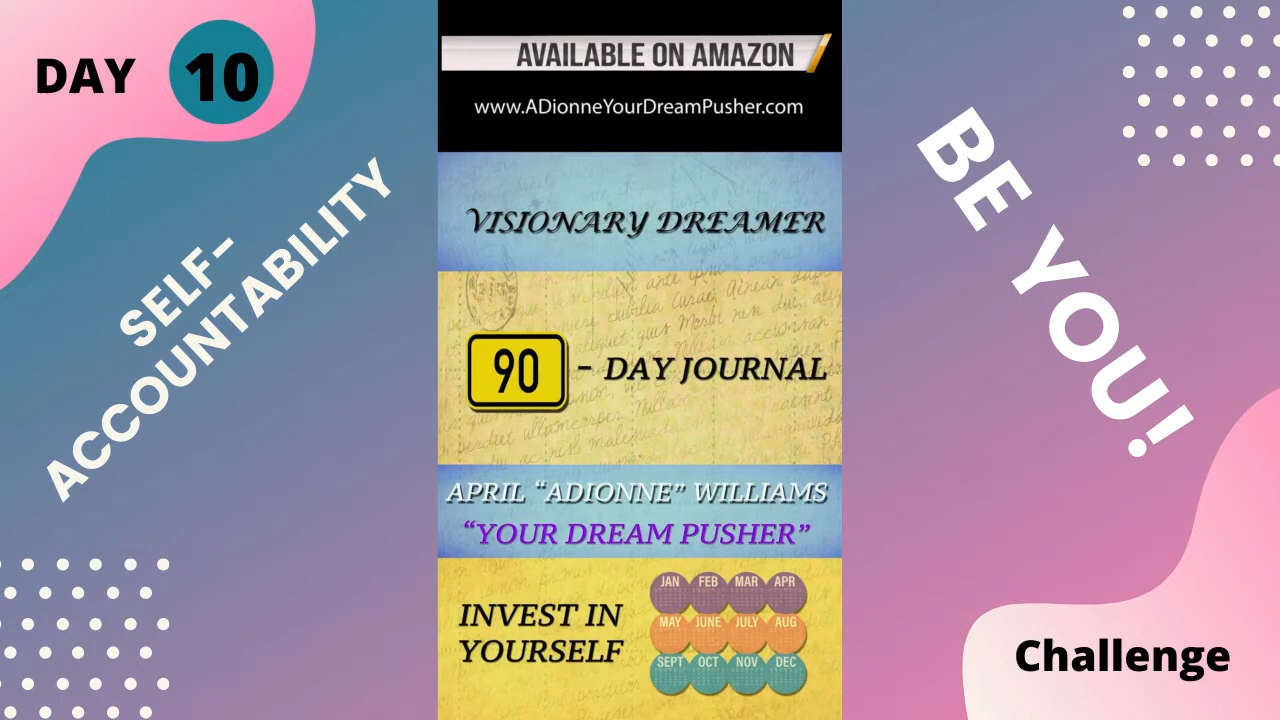 DAY 10
SELF-
ACCOUNTABILITY
AVAILABLE ON AMAZON
www.ADionneYourDreamPusher.com
VISIONARY DREAMER
90 - DAY JOURNAL
APRIL “ADIONNE” WILLIAMS
“YOUR DREAM PUSHER”
INVEST IN
YOURSELF
JAN FEB MAR APR
MAY JUNE JULY AUG
SEPT OCT NOV DEC
BE YOU!
Challenge